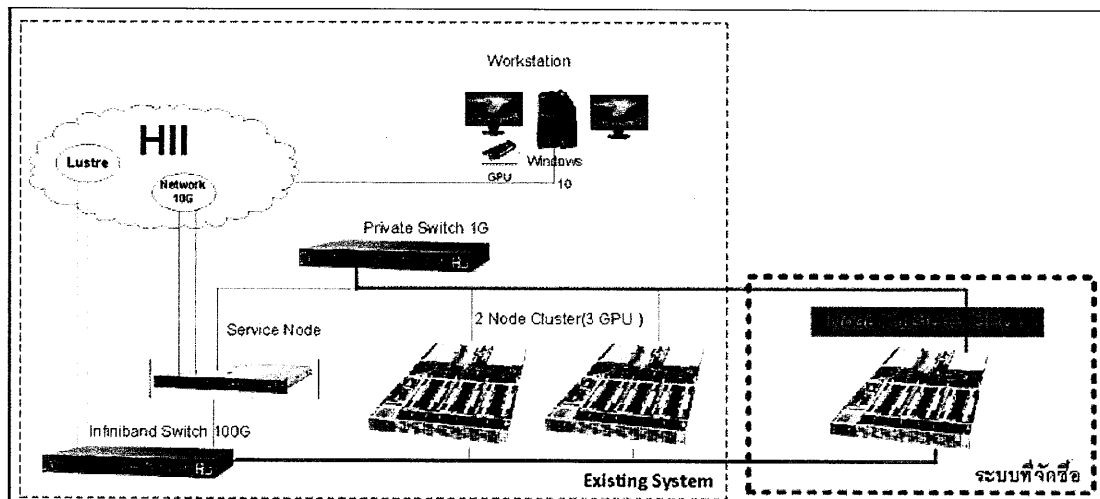 Workstation
HII
Lustre
Network
10G
Windows
GPU
10
Private Switch 1G
Service Node
2 Node Cluster(3 GPU )
Infiniband Switch 100G
Existing System
ระบบที่จัดซื้อ